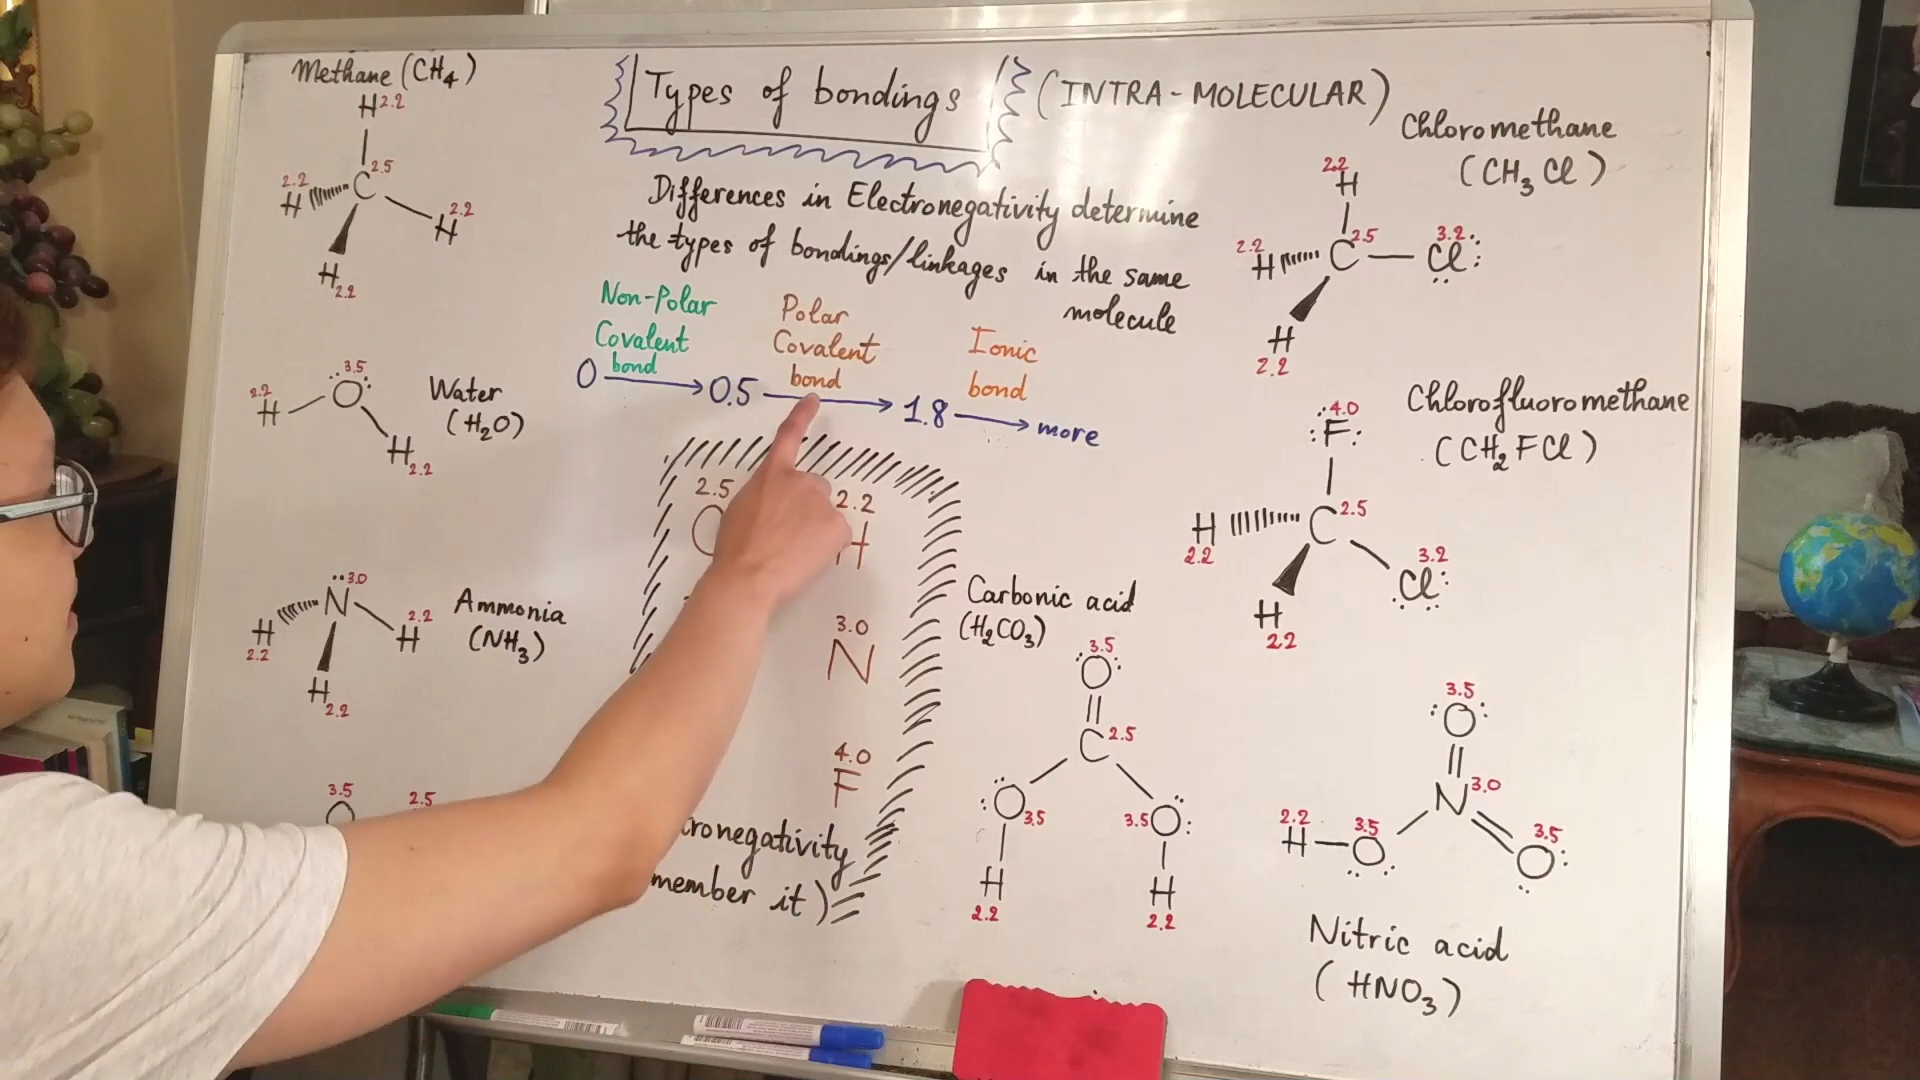 Methane (CH4)
H 2.2
2.5
C
2.2
H
2.2
H
H
2.2
Types of bondings
(INTRA-MOLECULAR)
Differences in Electronegativity determine
the types of bondings/linkages in the same
molecule
Non-Polar
Covalent
bond
Polar
Covalent
bond
Ionic
bond
0 → 0.5 → 1.8 → more
Chloromethane
(CH3Cl)
2.2
H
2.2
H
C 2.5
3.2
Cl
H
2.2
3.5
O
2.2
H
H
2.2
Water
(H2O)
Chlorofluoromethane
(CH2FCl)
4.0
F
H
2.2
C 2.5
3.2
Cl
H
2.2
2.5
2.2
H
3.0
N
4.0
F
ronegativity
member it)
3.0
N
H
2.2
2.2
H
H
2.2
Ammonia
(NH3)
3.5
2.5
Carbonic acid
(H2CO3)
3.5
O
C 2.5
O 3.5
3.5 O
H
2.2
H
2.2
3.5
O
N 3.0
2.2
H
3.5
O
3.5
O
Nitric acid
(HNO3)